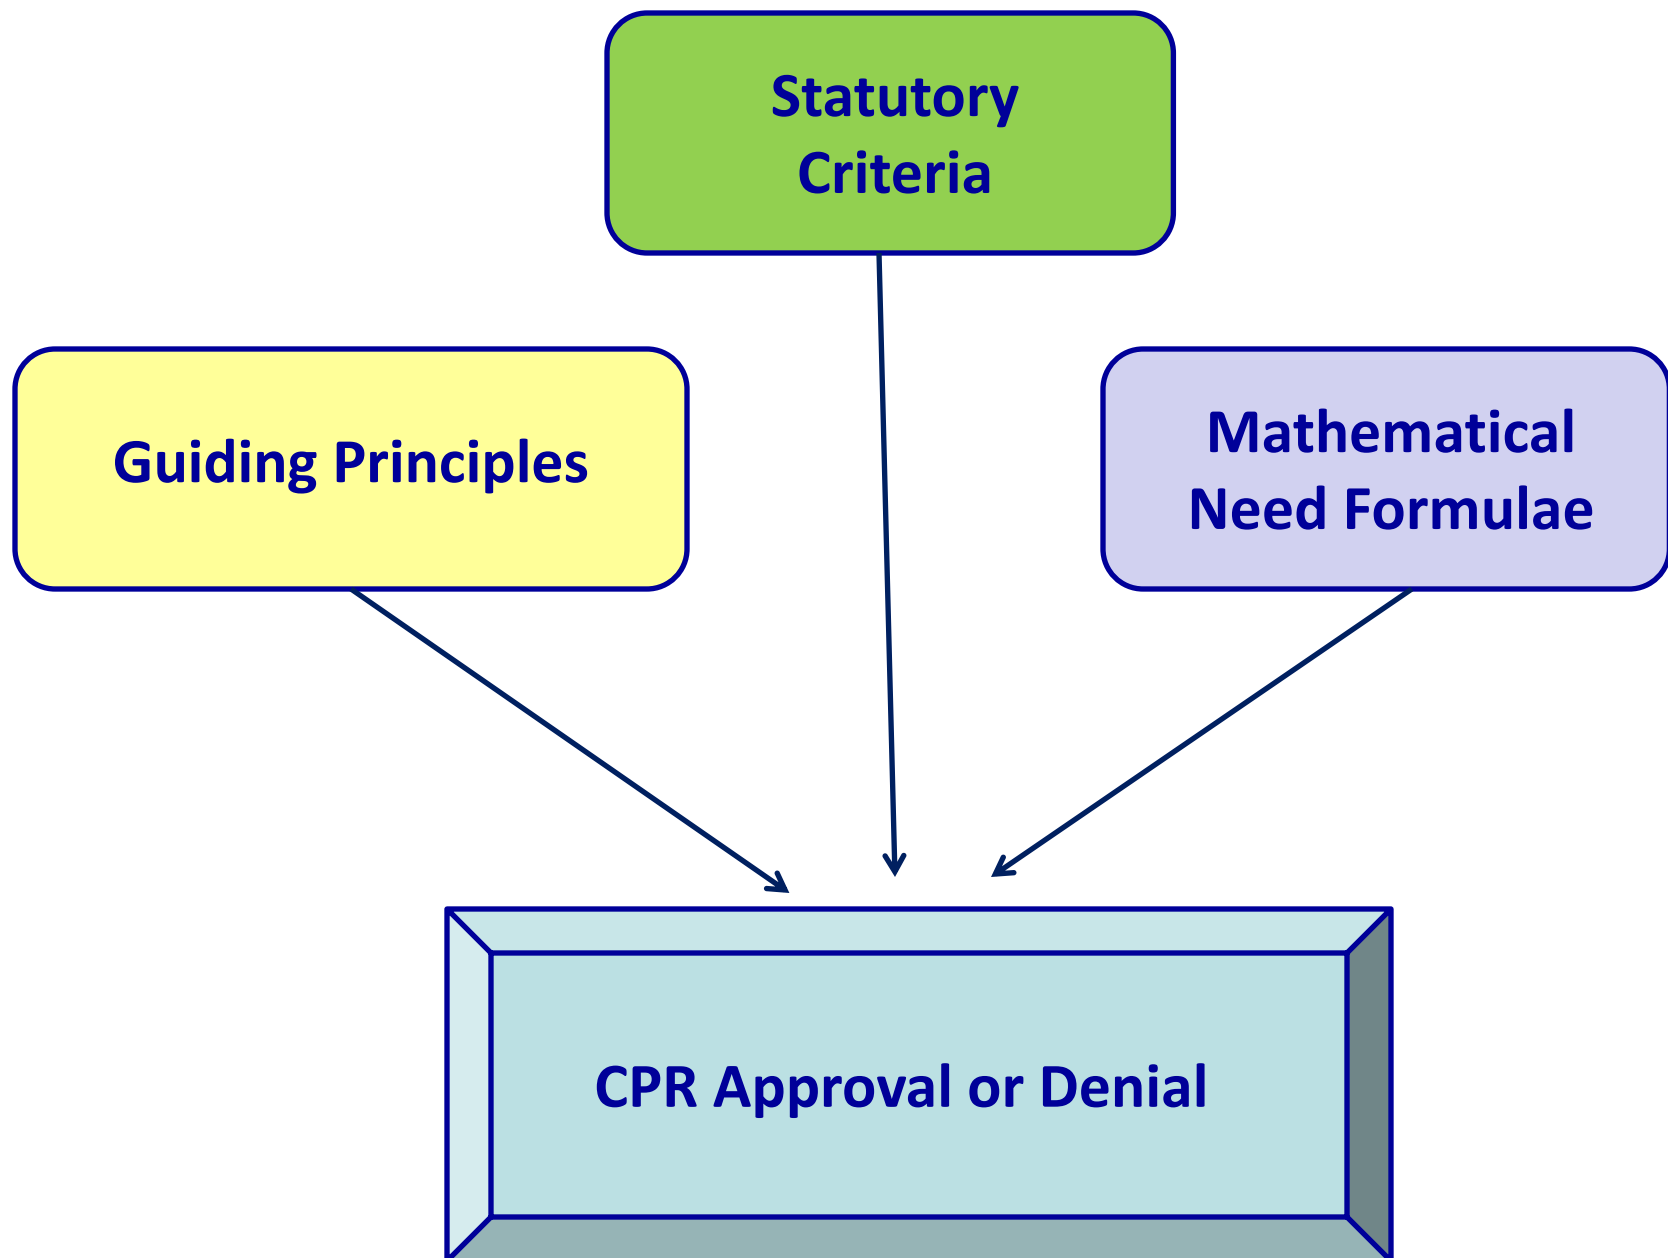 Statutory
Criteria
Guiding Principles
Mathematical
Need Formulae
CPR Approval or Denial